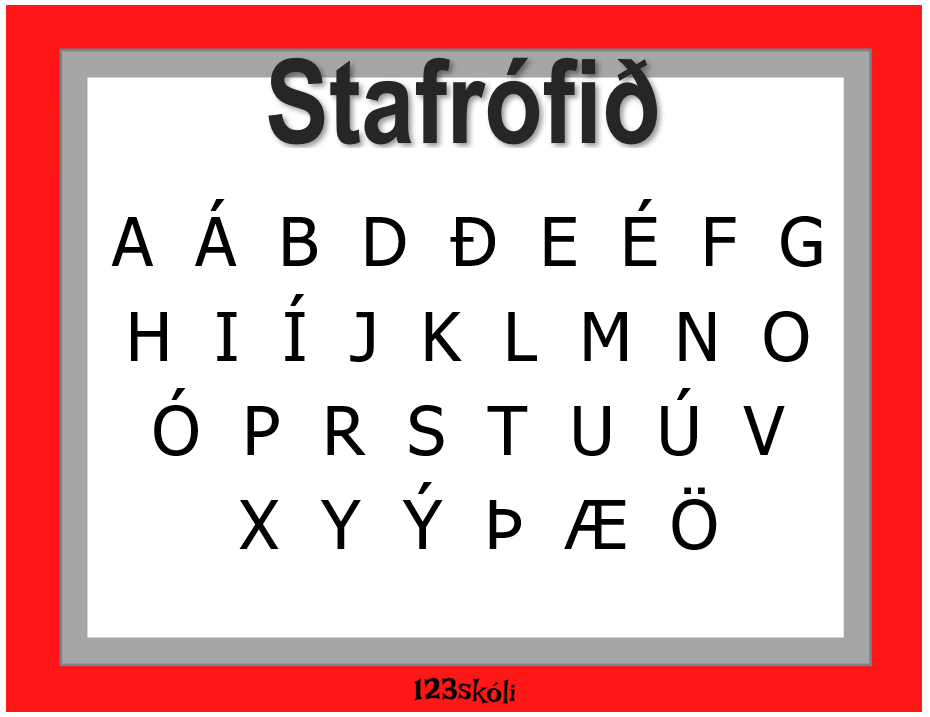 Stafrófið
A Á B D Ð E É F G
H I Í J K L M N O
Ó P R S T U Ú V
X Y Ý Þ Æ Ö
123skóli